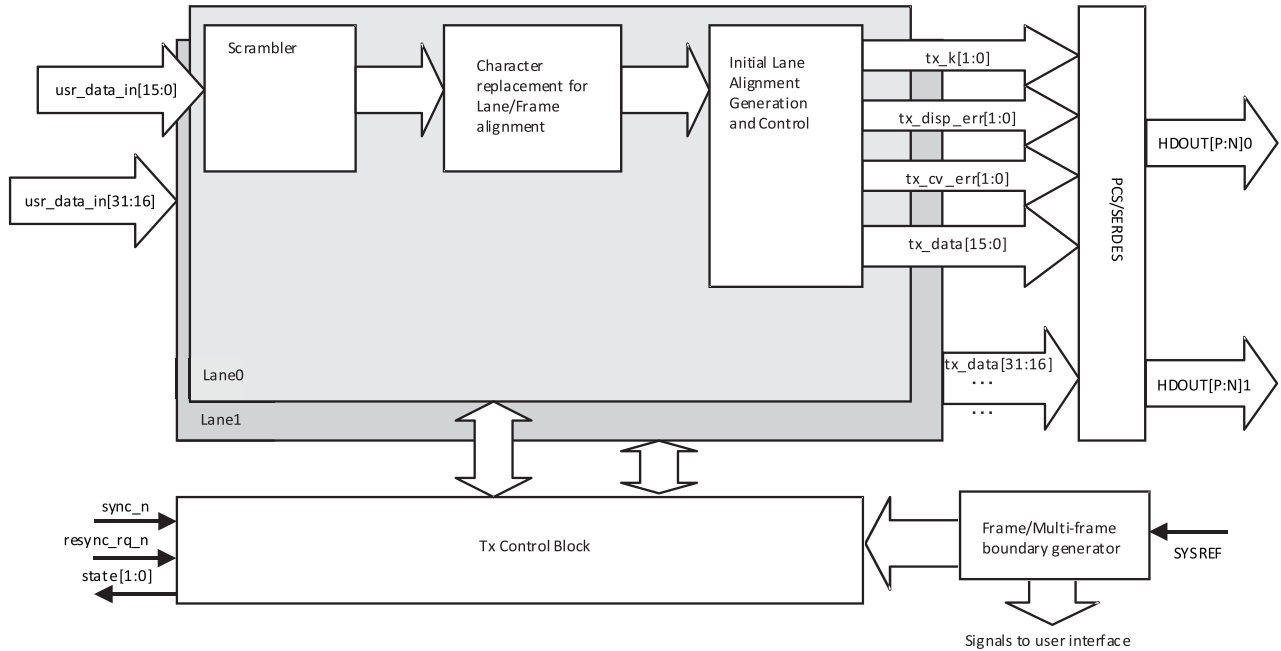 Scrambler
usr_data_in[15:0]
Character
replacement for
Lane/Frame
alignment
Initial Lane
Alignment
Generation
and Control
tx_k[1:0]
tx_disp_err[1:0]
tx_cv_err[1:0]
tx_data[15:0]
HDOUT[P:N]0
usr_data_in[31:16]
PCS/SERDES
Lane0
Lane1
tx_data[31:16]
...
...
HDOUT[P:N]1
sync_n
resync_rq_n
state[1:0]
Tx Control Block
Frame/Multi-frame
boundary generator
SYSREF
Signals to user interface